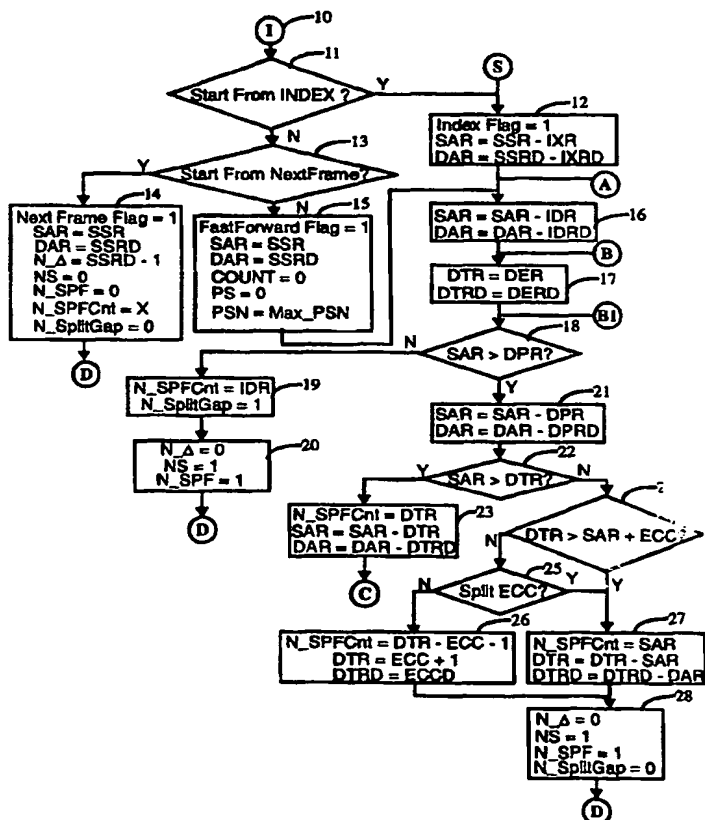 I
10
11
Start From INDEX ?
Y
N
S
12
Index Flag = 1
SAR = SSR - IXR
DAR = SSRD - IXRD
A
13
Start From NextFrame?
Y
N
14
Next Frame Flag = 1
SAR = SSR
DAR = SSRD
N_Δ = SSRD - 1
NS = 0
N_SPF = 0
N_SPFCnt = X
N_SplitGap = 0
D
15
FastForward Flag = 1
SAR = SSR
DAR = SSRD
COUNT = 0
PS = 0
PSN = Max_PSN
16
SAR = SAR - IDR
DAR = DAR - IDRD
B
17
DTR = DER
DTRD = DERD
B1
18
SAR > DPR?
N
Y
19
N_SPFCnt = IDR
N_SplitGap = 1
20
N_Δ = 0
NS = 1
N_SPF = 1
D
21
SAR = SAR - DPR
DAR = DAR - DPRD
22
SAR > DTR?
Y
N
23
N_SPFCnt = DTR
SAR = SAR - DTR
DAR = DAR - DTRD
C
DTR > SAR + ECC?
N
Y
25
Split ECC?
N
Y
26
N_SPFCnt = DTR - ECC - 1
DTR = ECC + 1
DTRD = ECCD
27
N_SPFCnt = SAR
DTR = DTR - SAR
DTRD = DTRD - DAR
28
N_Δ = 0
NS = 1
N_SPF = 1
N_SplitGap = 0
D